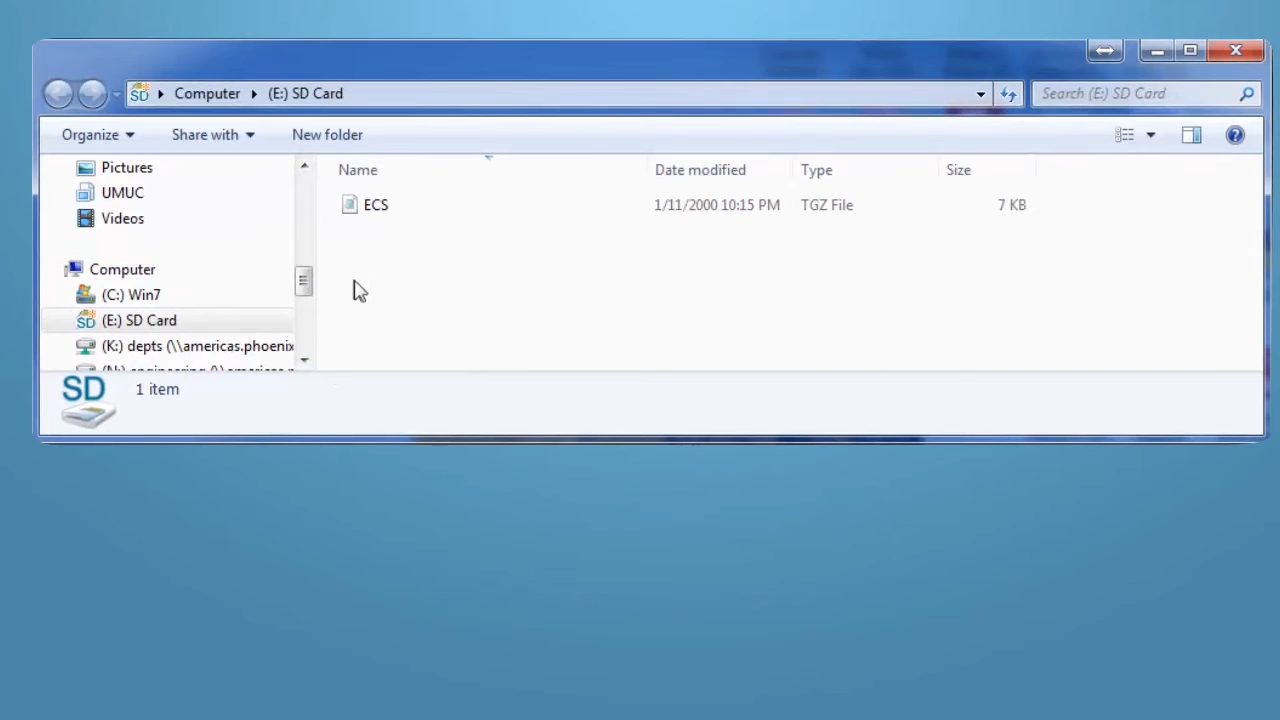 Computer (E:) SD Card Search (E:) SD Card
Organize Share with New folder
Pictures
UMUC
Videos
Computer
(C:) Win7
(E:) SD Card
(K:) depts (\\americas.phoenix
Name Date modified Type Size
ECS 1/11/2000 10:15 PM TGZ File 7 KB
SD
1 item